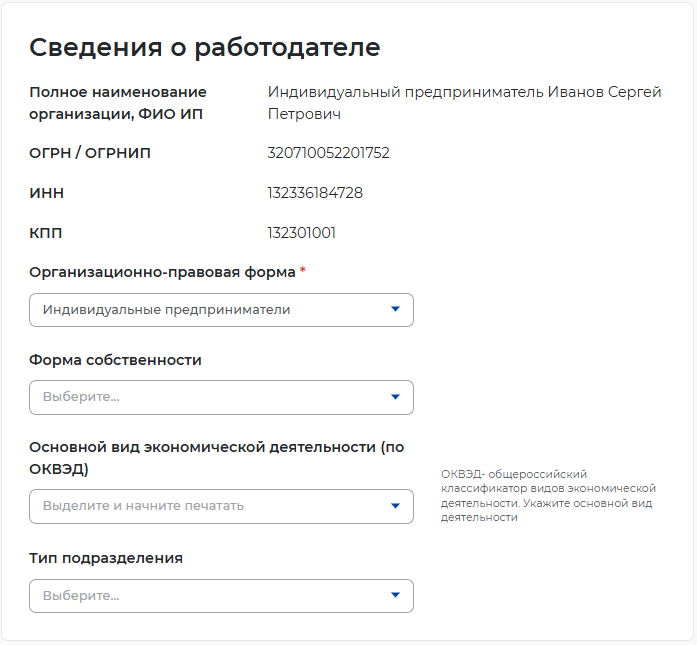 Сведения о работодателе
Полное наименование
организации, ФИО ИП
Индивидуальный предприниматель Иванов Сергей
Петрович
ОГРН / ОГРНИП
320710052201752
ИНН
132336184728
КПП
132301001
Организационно-правовая форма *
Индивидуальные предприниматели
Форма собственности
Выберите...
Основной вид экономической деятельности (по
ОКВЭД)
Выделите и начните печатать
ОКВЭД- общероссийский
классификатор видов экономической
деятельности. Укажите основной вид
деятельности
Тип подразделения
Выберите...